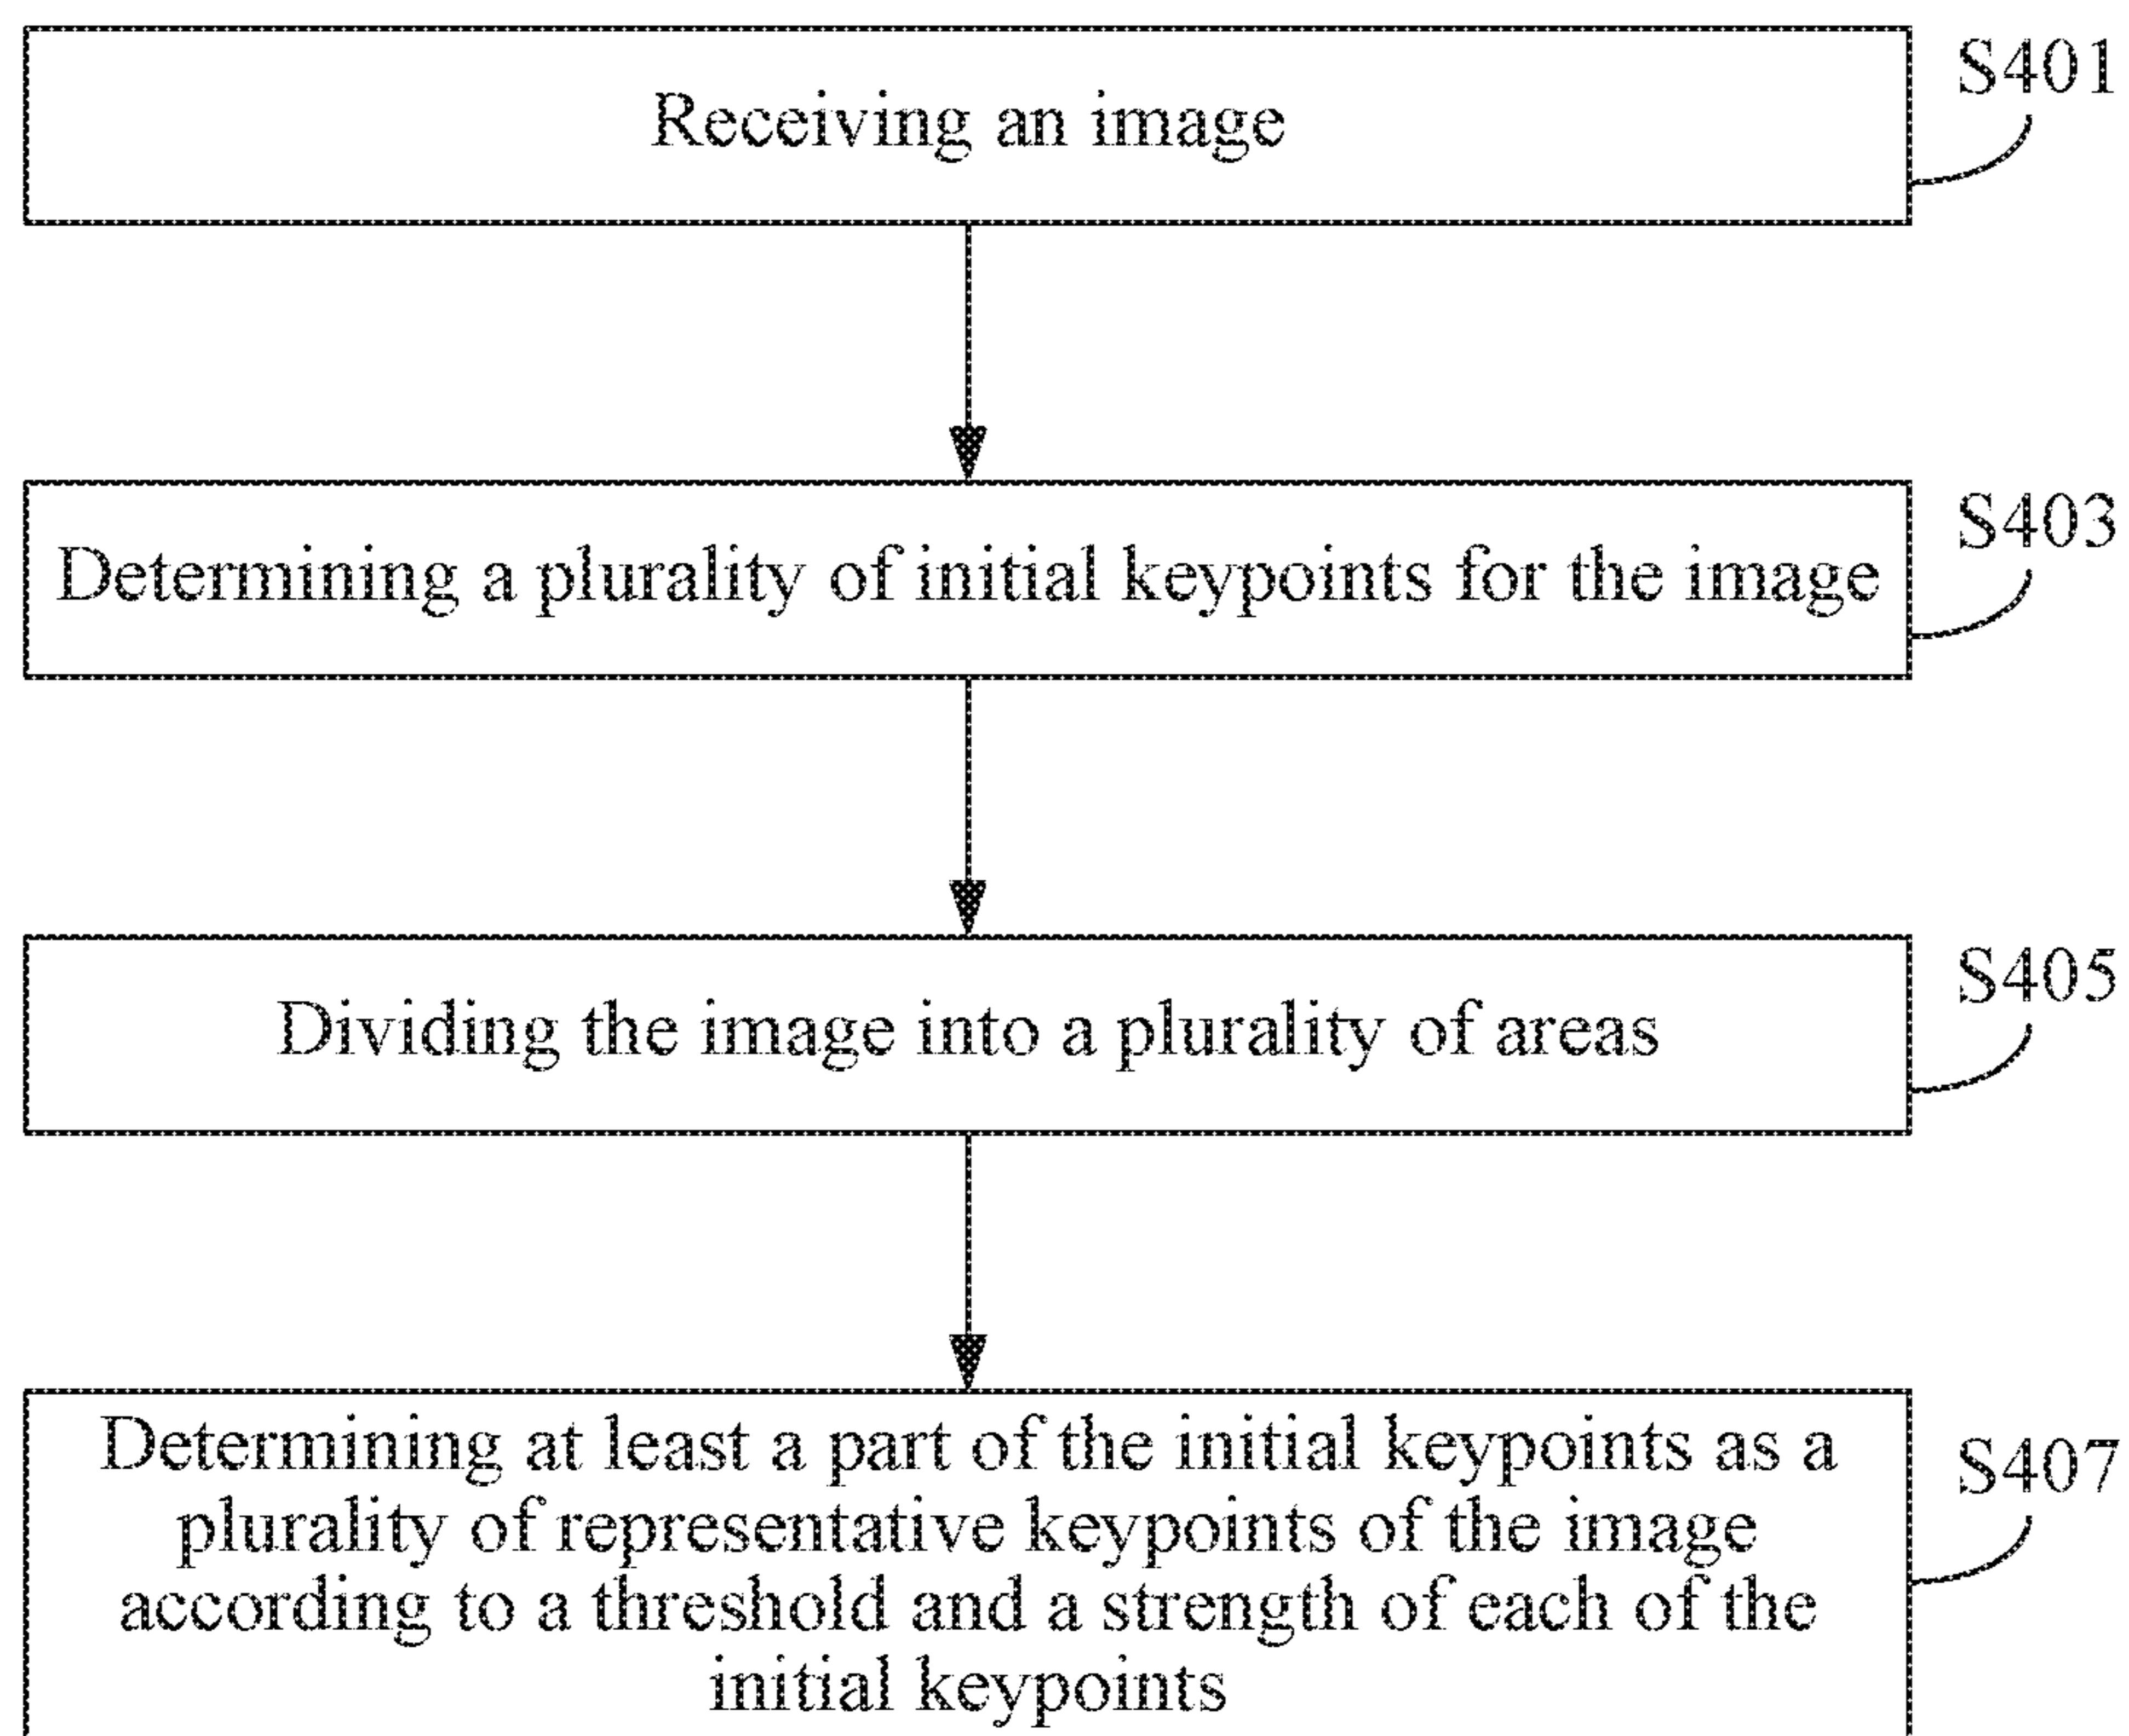 Receiving an image
S401
Determining a plurality of initial keypoints for the image
S403
Dividing the image into a plurality of areas
S405
Determining at least a part of the initial keypoints as a
plurality of representative keypoints of the image
according to a threshold and a strength of each of the
initial keypoints
S407